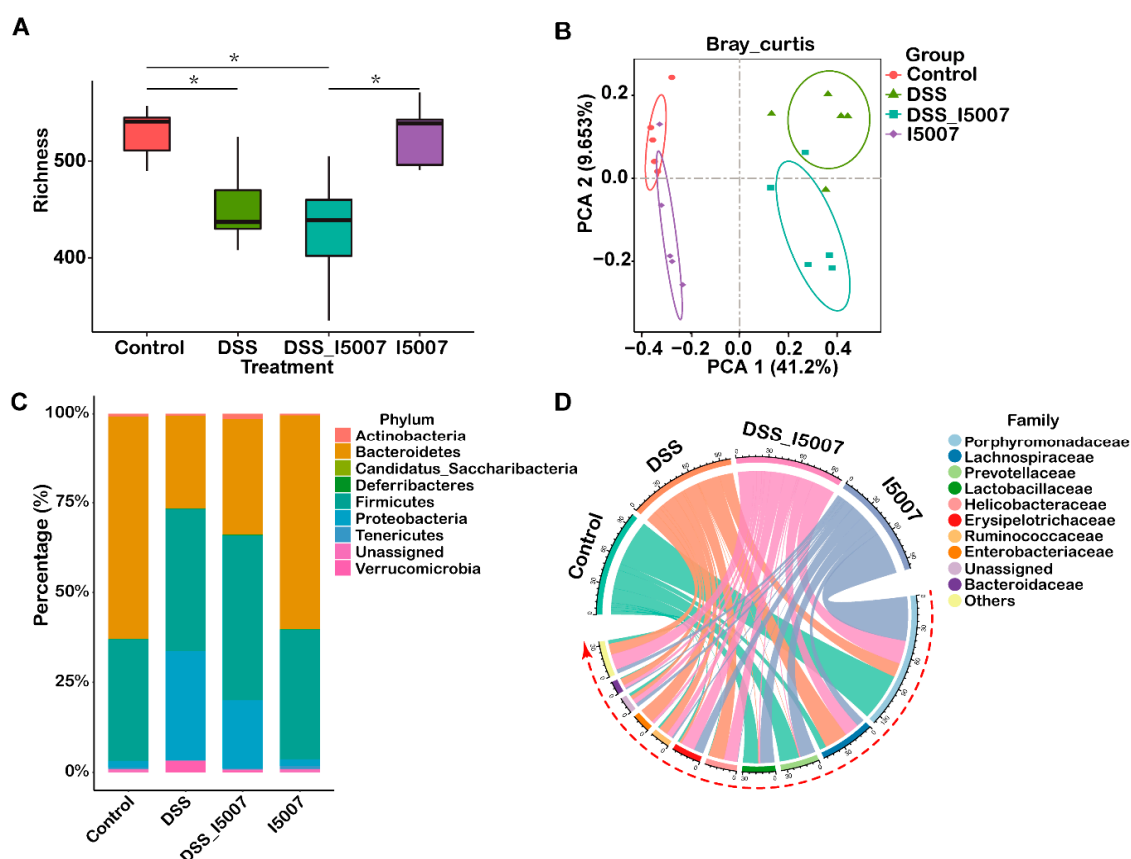 A
*
*
*
Richness
500
400
Control
DSS
DSS_I5007
I5007
Treatment
B
Bray_curtis
PCA 2 (9.653%)
0.2
0.0
−0.2
−0.4
−0.2
0.0
0.2
0.4
PCA 1 (41.2%)
Group
Control
DSS
DSS_I5007
I5007
C
Percentage (%)
100%
75%
50%
25%
0%
Control
DSS
DSS_I5007
I5007
Phylum
Actinobacteria
Bacteroidetes
Candidatus_Saccharibacteria
Deferribacteres
Firmicutes
Proteobacteria
Tenericutes
Unassigned
Verrucomicrobia
D
Control
DSS
DSS_I5007
I5007
Family
Porphyromonadaceae
Lachnospiraceae
Prevotellaceae
Lactobacillaceae
Helicobacteraceae
Erysipelotrichaceae
Ruminococcaceae
Enterobacteriaceae
Unassigned
Bacteroidaceae
Others